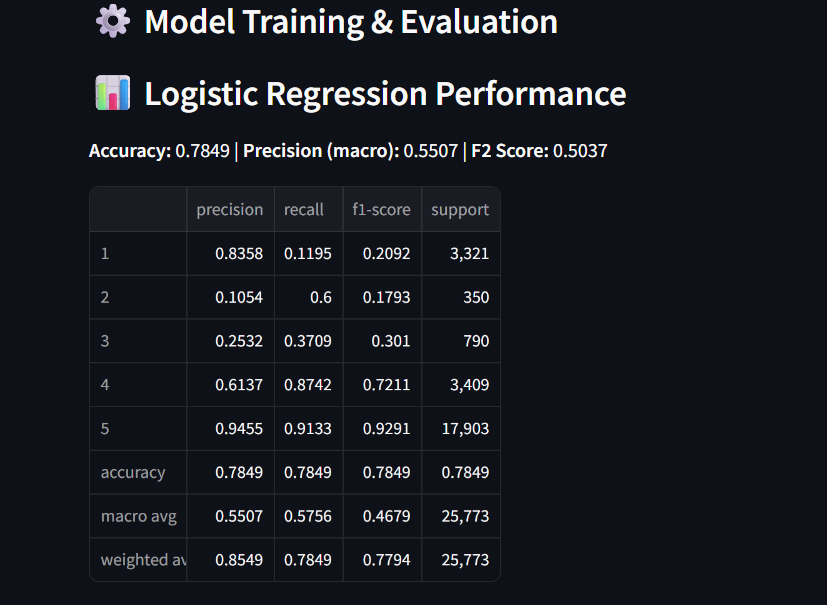 Model Training & Evaluation
Logistic Regression Performance
Accuracy: 0.7849 | Precision (macro): 0.5507 | F2 Score: 0.5037
precision recall f1-score support
1 0.8358 0.1195 0.2092 3,321
2 0.1054 0.6 0.1793 350
3 0.2532 0.3709 0.301 790
4 0.6137 0.8742 0.7211 3,409
5 0.9455 0.9133 0.9291 17,903
accuracy 0.7849 0.7849 0.7849 0.7849
macro avg 0.5507 0.5756 0.4679 25,773
weighted av 0.8549 0.7849 0.7794 25,773